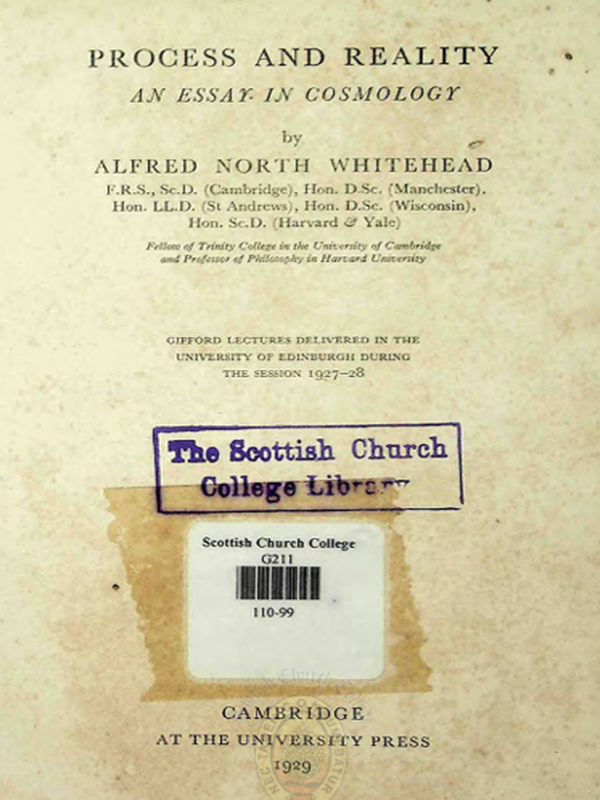 PROCESS AND REALITY
AN ESSAY IN COSMOLOGY
by
ALFRED NORTH WHITEHEAD
F.R.S., Sc.D. (Cambridge), Hon. D.Sc. (Manchester),
Hon. LL.D. (St Andrews), Hon. D.Sc. (Wisconsin),
Hon. Sc.D. (Harvard & Yale)
Fellow of Trinity College in the University of Cambridge
and Professor of Philosophy in Harvard University
GIFFORD LECTURES DELIVERED IN THE
UNIVERSITY OF EDINBURGH DURING
THE SESSION 1927–28
The Scottish Church
College Library
Scottish Church College
G211
110-99
CAMBRIDGE
AT THE UNIVERSITY PRESS
1929